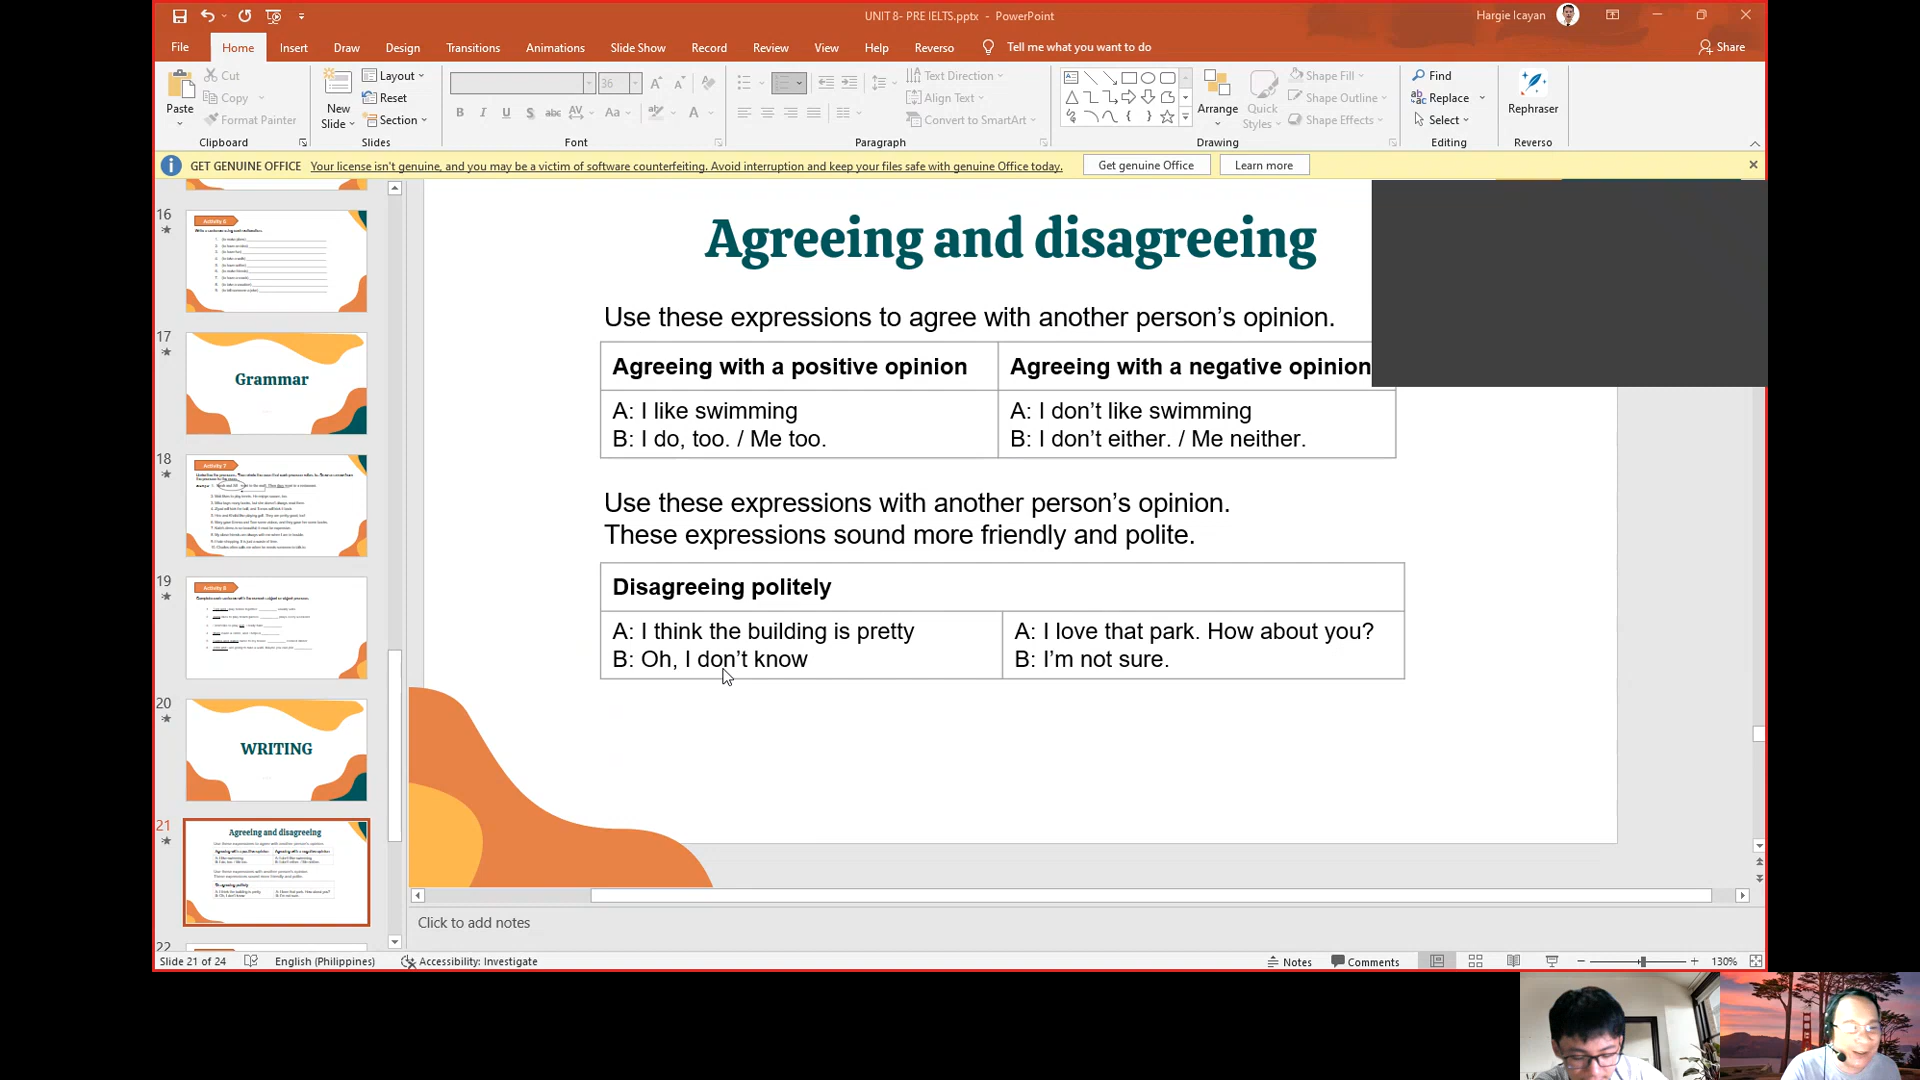 UNIT 8- PRE IELTS.pptx - PowerPoint
Hargie Icayan
File Home Insert Draw Design Transitions Animations Slide Show Record Review View Help Reverso Tell me what you want to do Share
Paste
Cut
Copy
Format Painter
Clipboard
New Slide
Layout
Reset
Section
Slides
36
B I U S abc AV Aa A
Font
Text Direction
Align Text
Convert to SmartArt
Paragraph
Arrange
Quick Styles
Shape Fill
Shape Outline
Shape Effects
Drawing
Find
Replace
Select
Editing
Rephraser
Reverso
GET GENUINE OFFICE Your license isn't genuine, and you may be a victim of software counterfeiting. Avoid interruption and keep your files safe with genuine Office today. Get genuine Office Learn more
16
Activity 6
17
Grammar
18
Activity 7
19
Activity 8
20
WRITING
21
Agreeing and disagreeing
22
Agreeing and disagreeing
Use these expressions to agree with another person’s opinion.
Agreeing with a positive opinion
Agreeing with a negative opinion
A: I like swimming
B: I do, too. / Me too.
A: I don’t like swimming
B: I don’t either. / Me neither.
Use these expressions with another person’s opinion.
These expressions sound more friendly and polite.
Disagreeing politely
A: I think the building is pretty
B: Oh, I don’t know
A: I love that park. How about you?
B: I’m not sure.
Click to add notes
Slide 21 of 24 English (Philippines) Accessibility: Investigate Notes Comments 130%